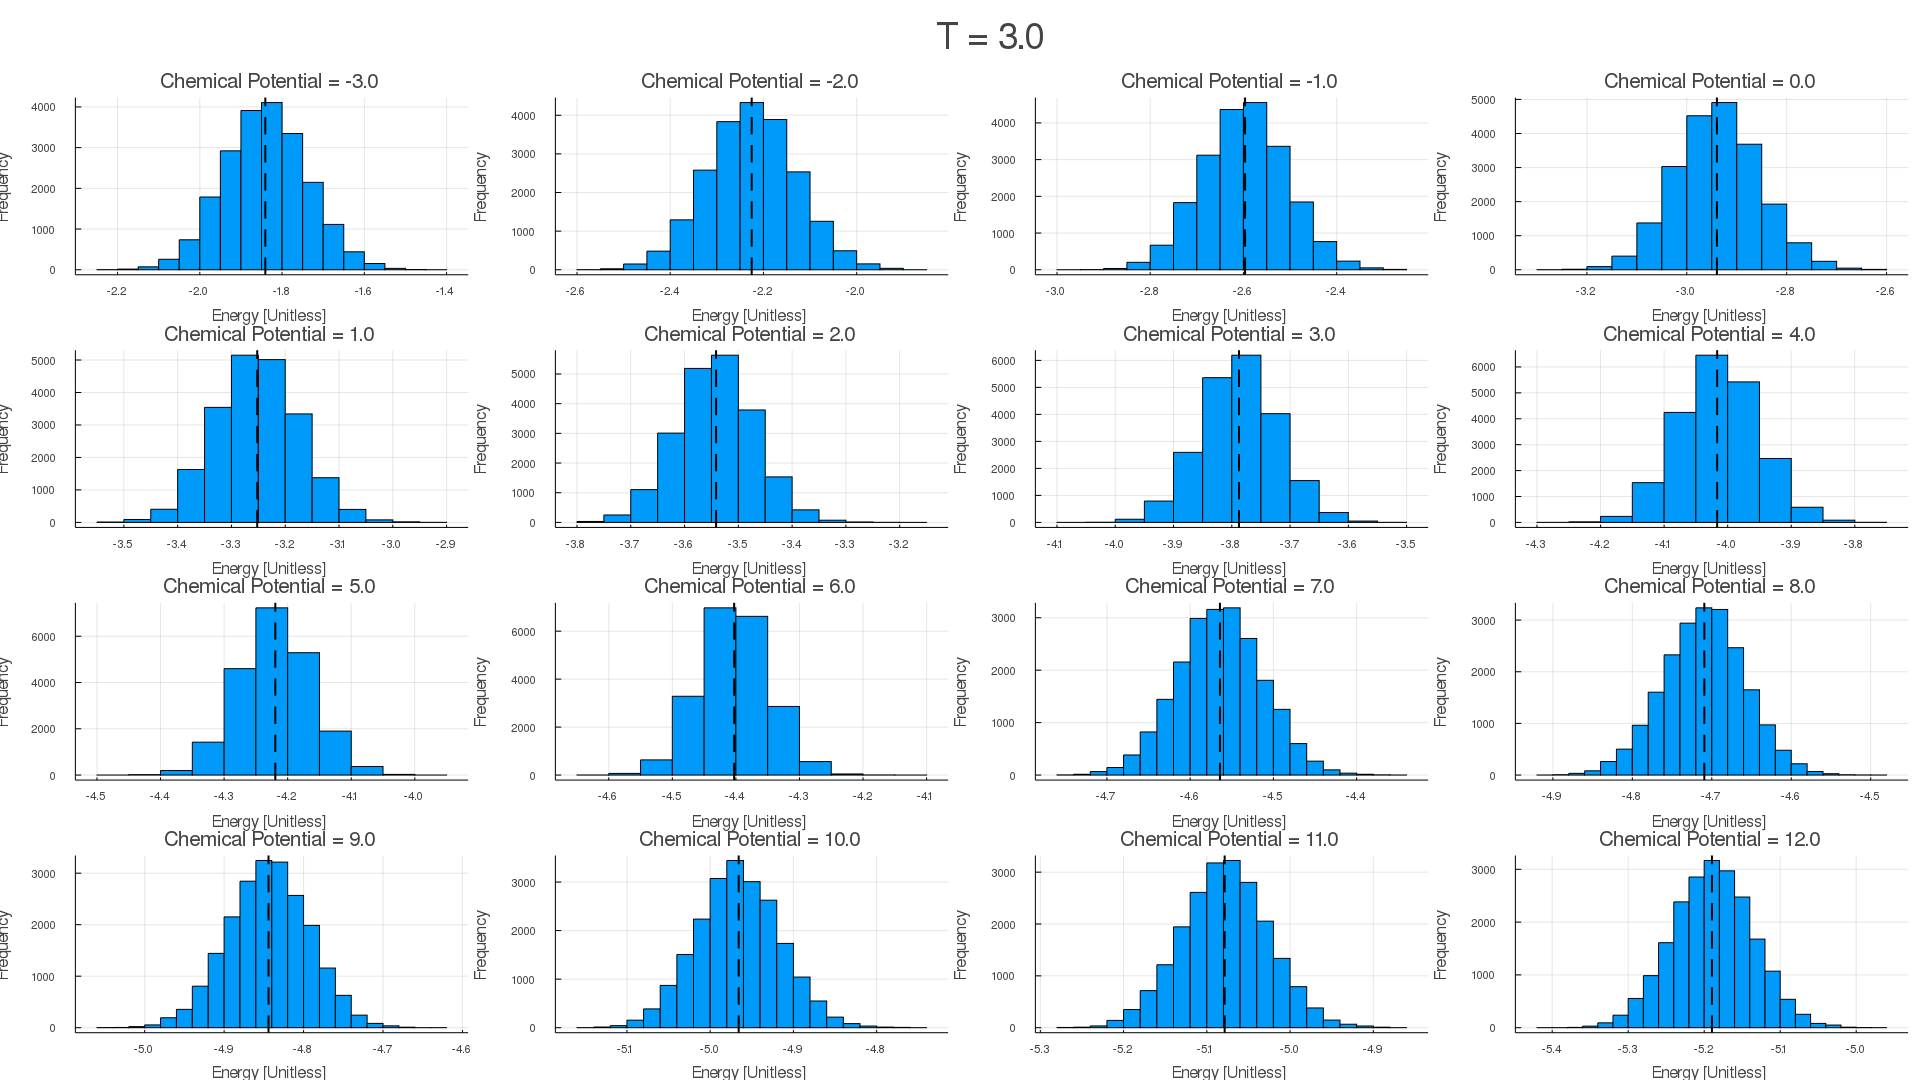 T = 3.0
Chemical Potential = -3.0
Chemical Potential = -2.0
Chemical Potential = -1.0
Chemical Potential = 0.0
Frequency
4000
3000
2000
1000
0
-2.2 -2.0 -1.8 -1.6 -1.4
Energy [Unitless]
Frequency
4000
3000
2000
1000
0
-2.6 -2.4 -2.2 -2.0
Energy [Unitless]
Frequency
4000
3000
2000
1000
0
-3.0 -2.8 -2.6 -2.4
Energy [Unitless]
Frequency
5000
4000
3000
2000
1000
0
-3.2 -3.0 -2.8 -2.6
Energy [Unitless]
Chemical Potential = 1.0
Chemical Potential = 2.0
Chemical Potential = 3.0
Chemical Potential = 4.0
Frequency
5000
4000
3000
2000
1000
0
-3.5 -3.4 -3.3 -3.2 -3.1 -3.0 -2.9
Energy [Unitless]
Frequency
5000
4000
3000
2000
1000
0
-3.8 -3.7 -3.6 -3.5 -3.4 -3.3 -3.2
Energy [Unitless]
Frequency
6000
5000
4000
3000
2000
1000
0
-4.1 -4.0 -3.9 -3.8 -3.7 -3.6 -3.5
Energy [Unitless]
Frequency
6000
5000
4000
3000
2000
1000
0
-4.3 -4.2 -4.1 -4.0 -3.9 -3.8
Energy [Unitless]
Chemical Potential = 5.0
Chemical Potential = 6.0
Chemical Potential = 7.0
Chemical Potential = 8.0
Frequency
6000
4000
2000
0
-4.5 -4.4 -4.3 -4.2 -4.1 -4.0
Energy [Unitless]
Frequency
6000
4000
2000
0
-4.6 -4.5 -4.4 -4.3 -4.2 -4.1
Energy [Unitless]
Frequency
3000
2000
1000
0
-4.7 -4.6 -4.5 -4.4
Energy [Unitless]
Frequency
3000
2000
1000
0
-4.9 -4.8 -4.7 -4.6 -4.5
Energy [Unitless]
Chemical Potential = 9.0
Chemical Potential = 10.0
Chemical Potential = 11.0
Chemical Potential = 12.0
Frequency
3000
2000
1000
0
-5.0 -4.9 -4.8 -4.7 -4.6
Energy [Unitless]
Frequency
3000
2000
1000
0
-5.1 -5.0 -4.9 -4.8
Energy [Unitless]
Frequency
3000
2000
1000
0
-5.3 -5.2 -5.1 -5.0 -4.9
Energy [Unitless]
Frequency
3000
2000
1000
0
-5.4 -5.3 -5.2 -5.1 -5.0
Energy [Unitless]